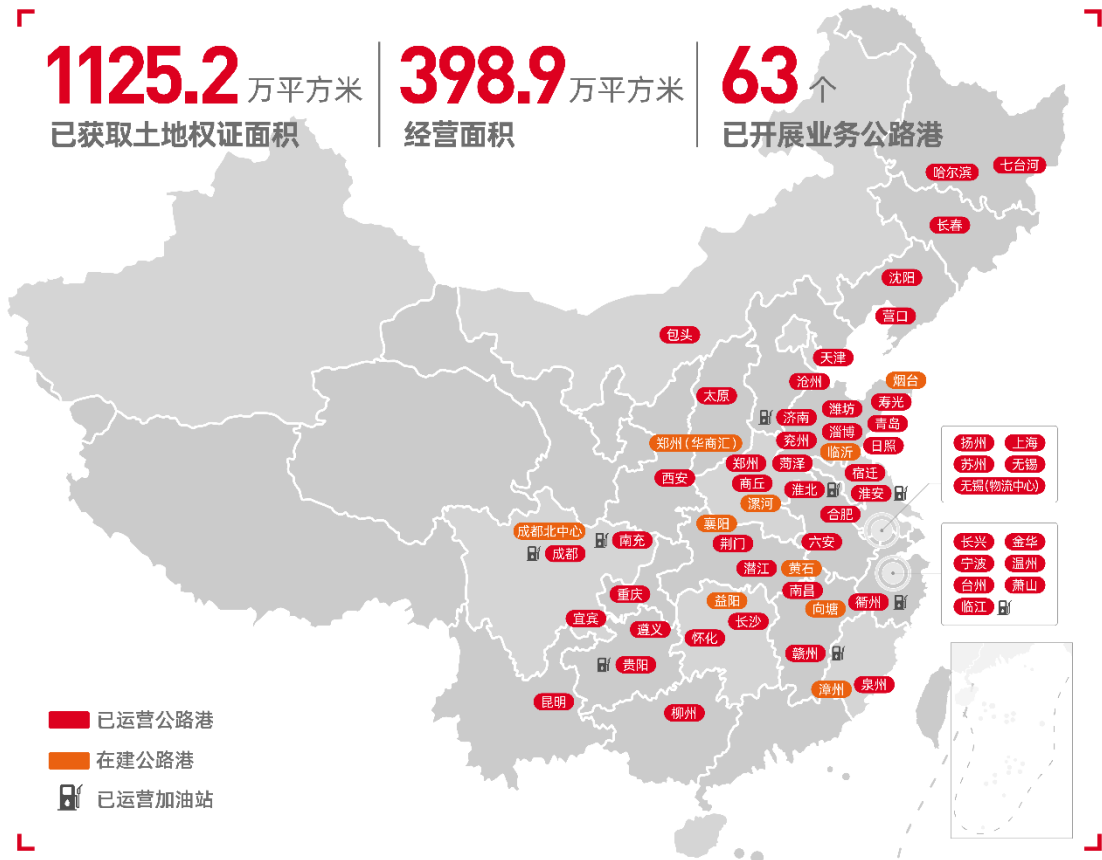 1125.2 万平方米
已获取土地权证面积
398.9 万平方米
经营面积
63 个
已开展业务公路港
哈尔滨
七台河
长春
沈阳
营口
包头
天津
沧州
烟台
太原
寿光
潍坊
济南
青岛
淄博
兖州
郑州(华商汇)
日照
临沂
郑州
菏泽
宿迁
西安
商丘
淮北
淮安
漯河
合肥
襄阳
成都北中心
南充
荆门
六安
成都
潜江
黄石
南昌
重庆
益阳
衢州
向塘
宜宾
长沙
遵义
怀化
赣州
贵阳
漳州
泉州
昆明
柳州
扬州
上海
苏州
无锡
无锡(物流中心)
长兴
金华
宁波
温州
台州
萧山
临江
已运营公路港
在建公路港
已运营加油站